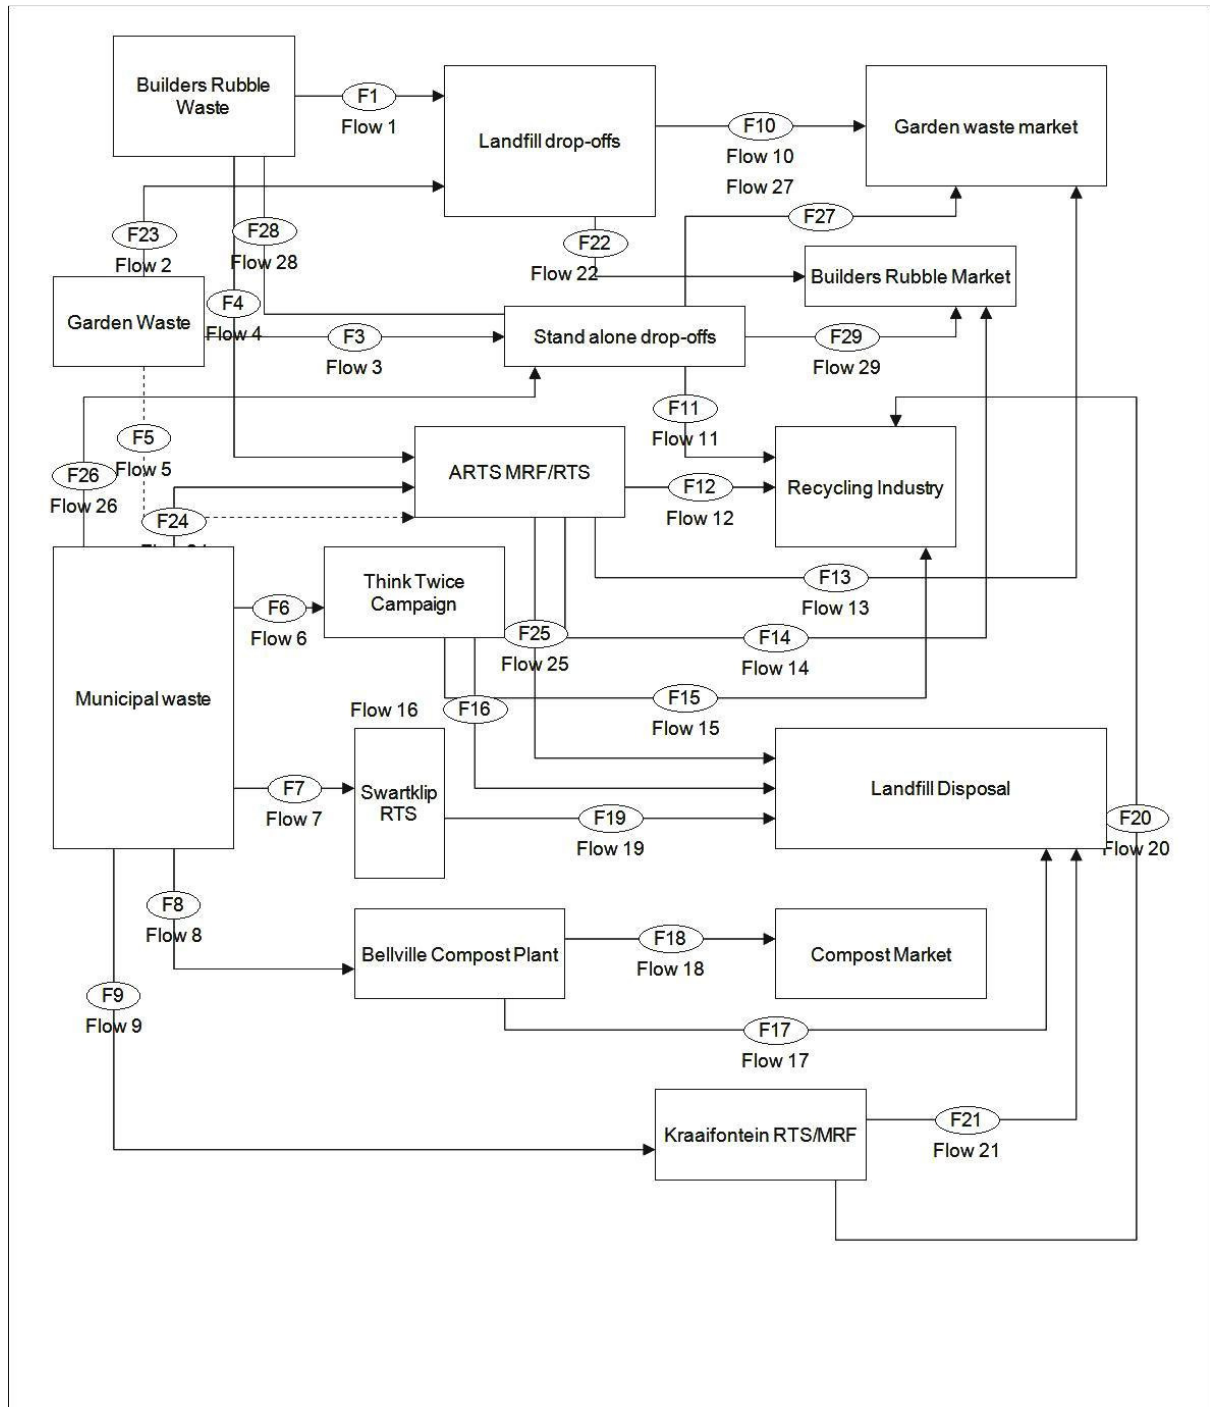 Builders Rubble
Waste
F1
Flow 1
Landfill drop-offs
F10
Flow 10
Flow 27
Garden waste market
F23
Flow 2
F28
Flow 28
F22
Flow 22
F27
Builders Rubble Market
Garden Waste
F4
Flow 4
F3
Flow 3
Stand alone drop-offs
F29
Flow 29
F5
Flow 5
F26
Flow 26
F11
Flow 11
ARTS MRF/RTS
F12
Flow 12
Recycling Industry
F24
Municipal waste
F6
Flow 6
Think Twice
Campaign
F25
Flow 25
F13
Flow 13
F14
Flow 14
F15
Flow 15
Flow 16
F16
F7
Flow 7
Swartklip
RTS
F19
Flow 19
Landfill Disposal
F20
Flow 20
F8
Flow 8
Bellville Compost Plant
F18
Flow 18
Compost Market
F9
Flow 9
F17
Flow 17
Kraaifontein RTS/MRF
F21
Flow 21